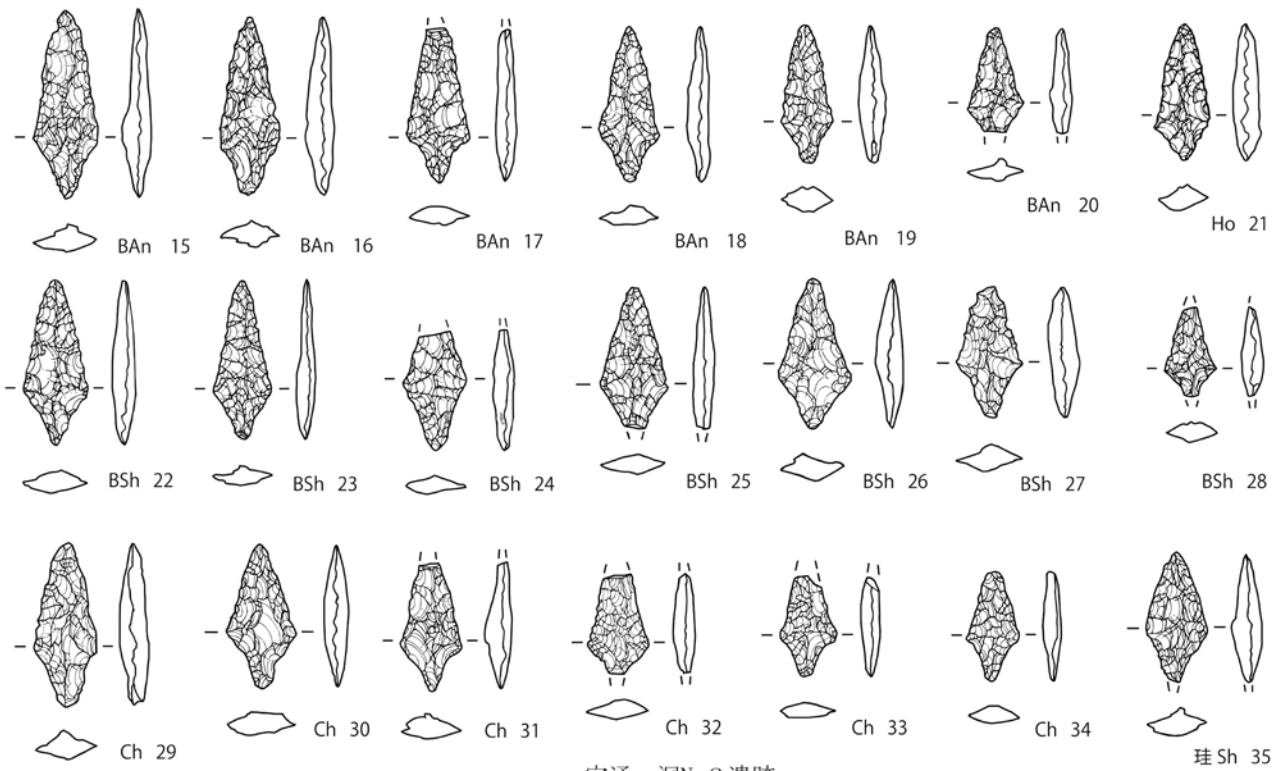 BAn 15
BAn 16
BAn 17
BAn 18
BAn 19
BAn 20
Ho 21
BSh 22
BSh 23
BSh 24
BSh 25
BSh 26
BSh 27
BSh 28
Ch 29
Ch 30
Ch 31
Ch 32
Ch 33
Ch 34
珪 Sh 35